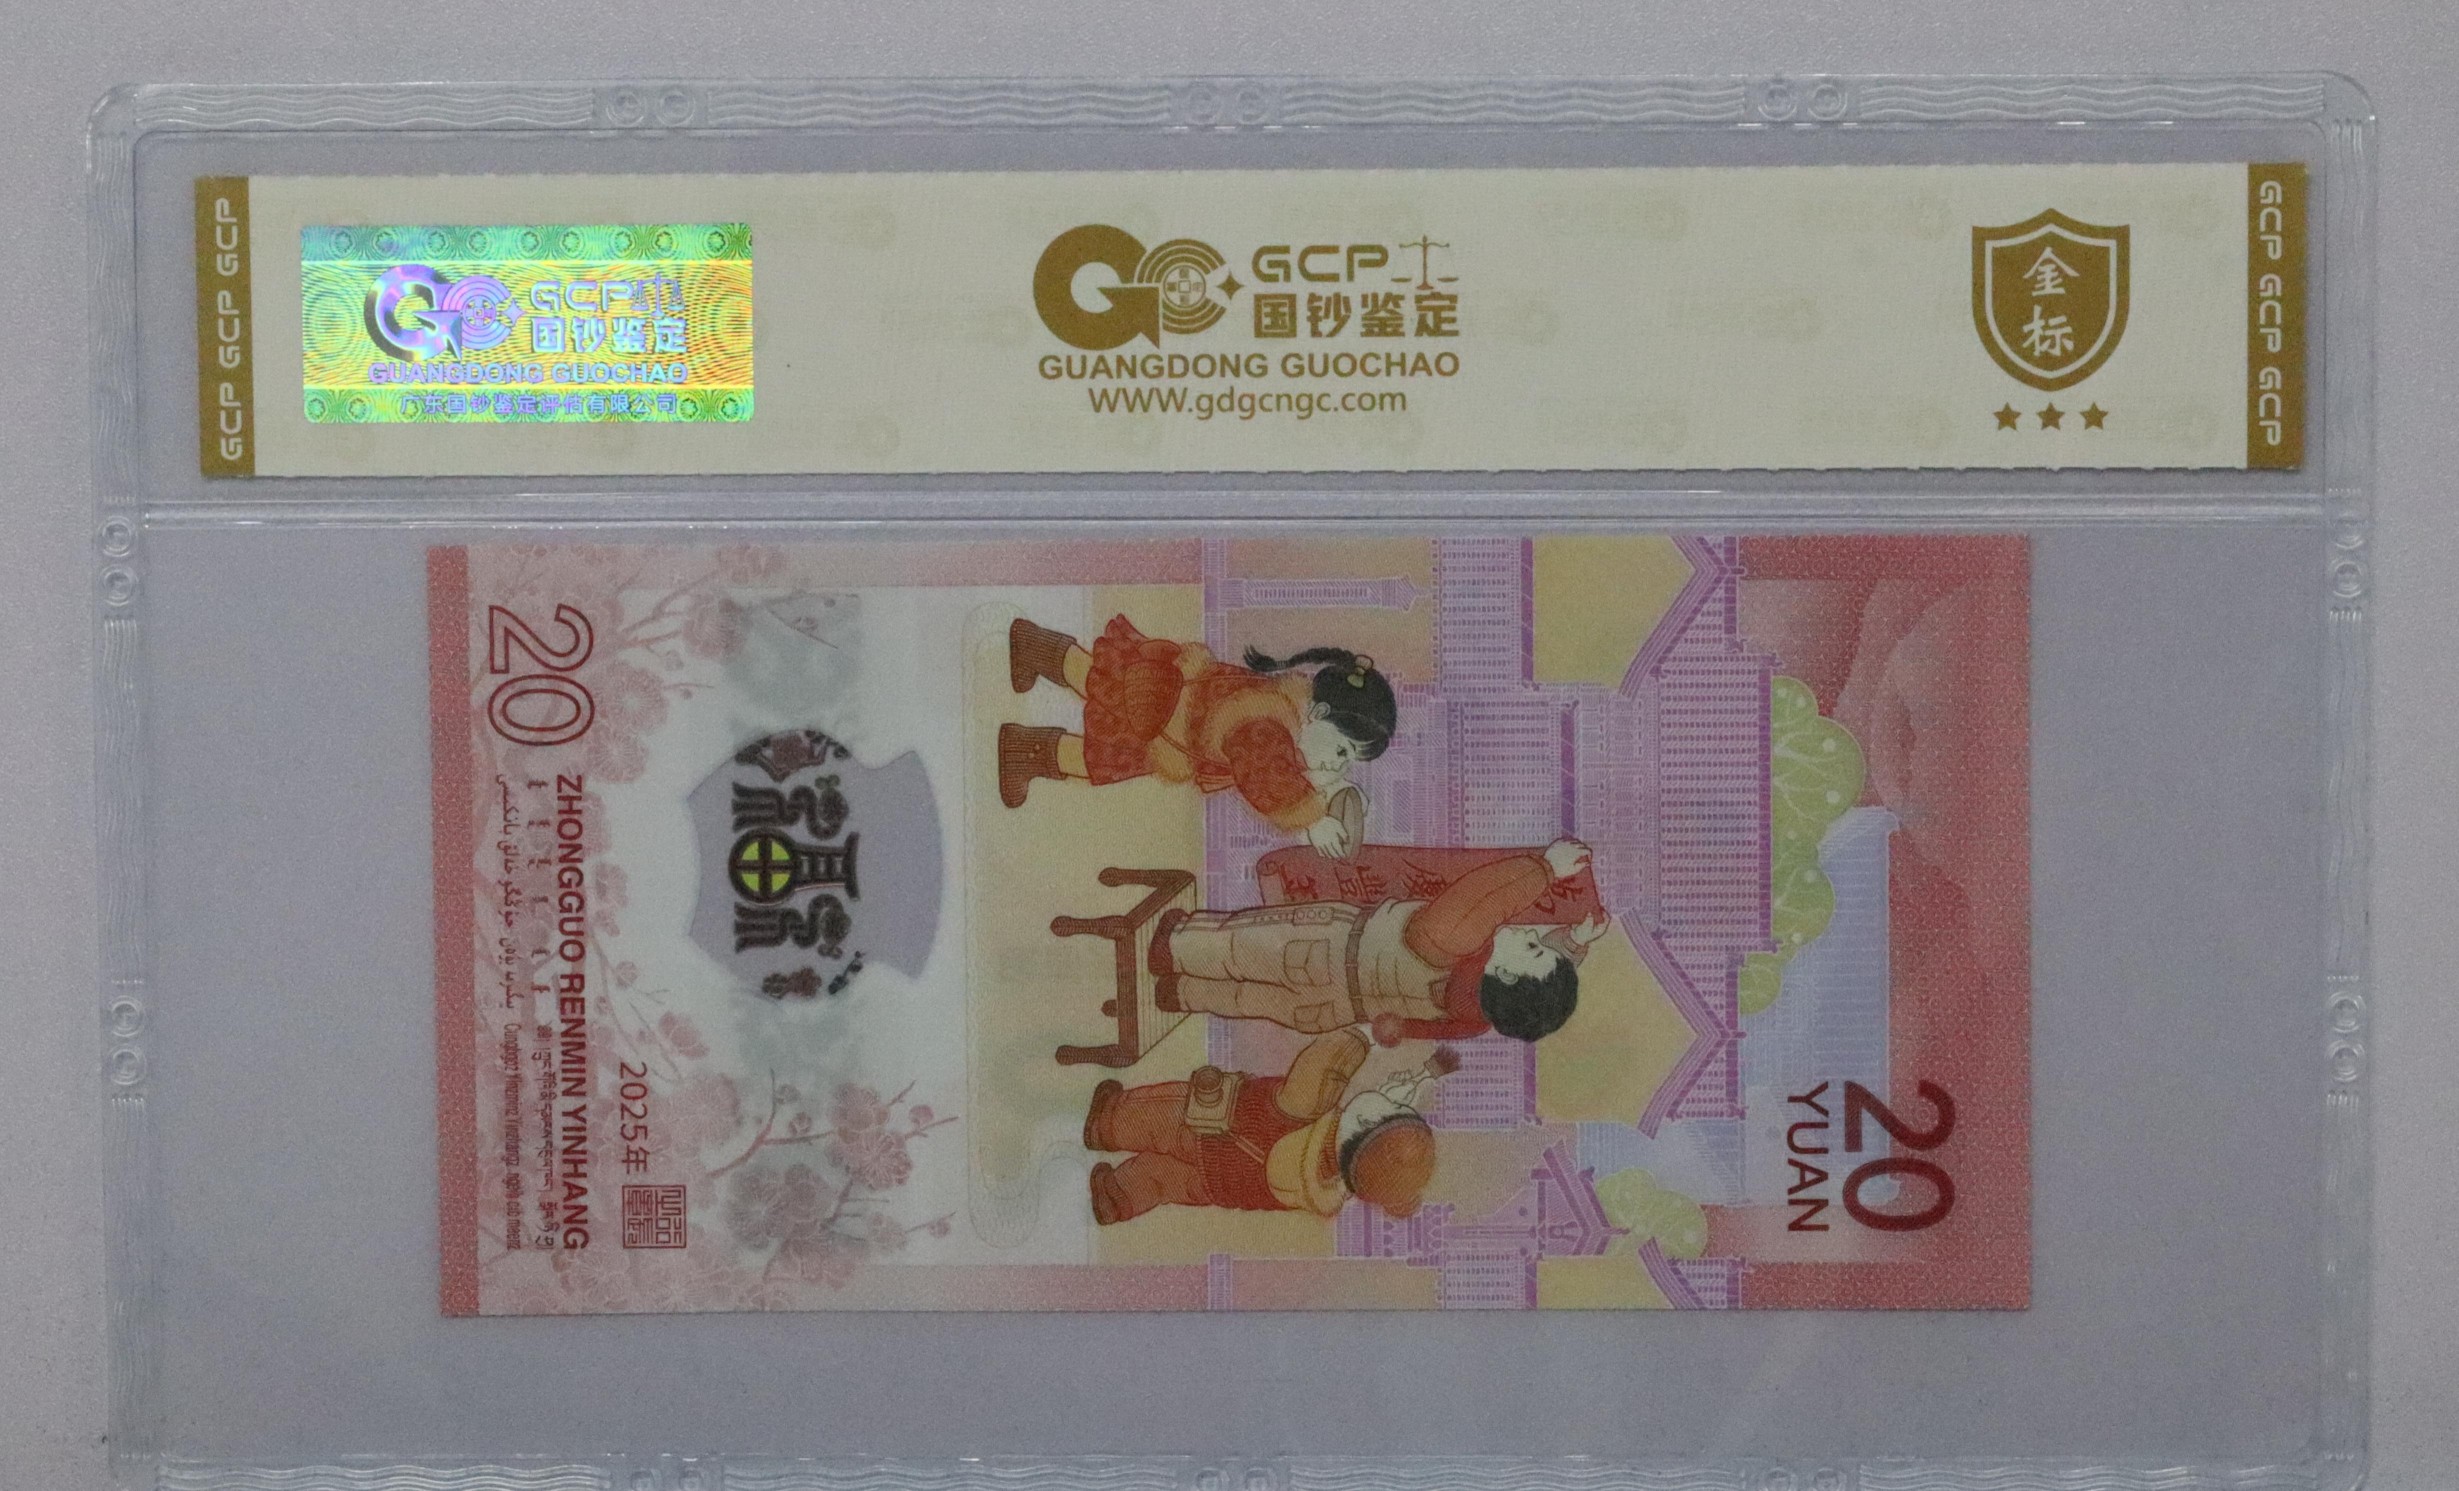 GCP GCP GCP
GCP
国钞鉴定
GUANGDONG GUOCHAO
广东国钞鉴定评估有限公司
GCP
国钞鉴定
GUANGDONG GUOCHAO
WWW.gdgcngc.com
金标
GCP GCP GCP
20
YUAN
2025年
20
ZHONGGUO RENMIN YINHANG